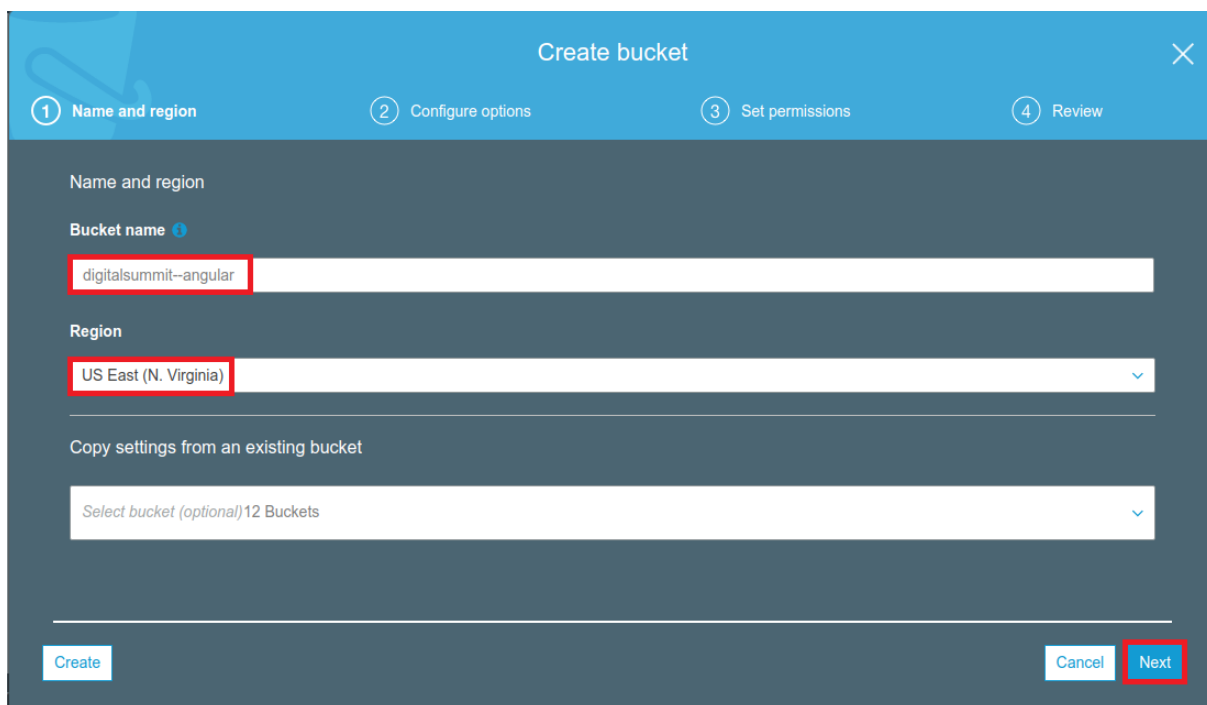 Create bucket
1 Name and region
2 Configure options
3 Set permissions
4 Review
Name and region
Bucket name
digitalsummit--angular
Region
US East (N. Virginia)
Copy settings from an existing bucket
Select bucket (optional)12 Buckets
Create
Cancel
Next